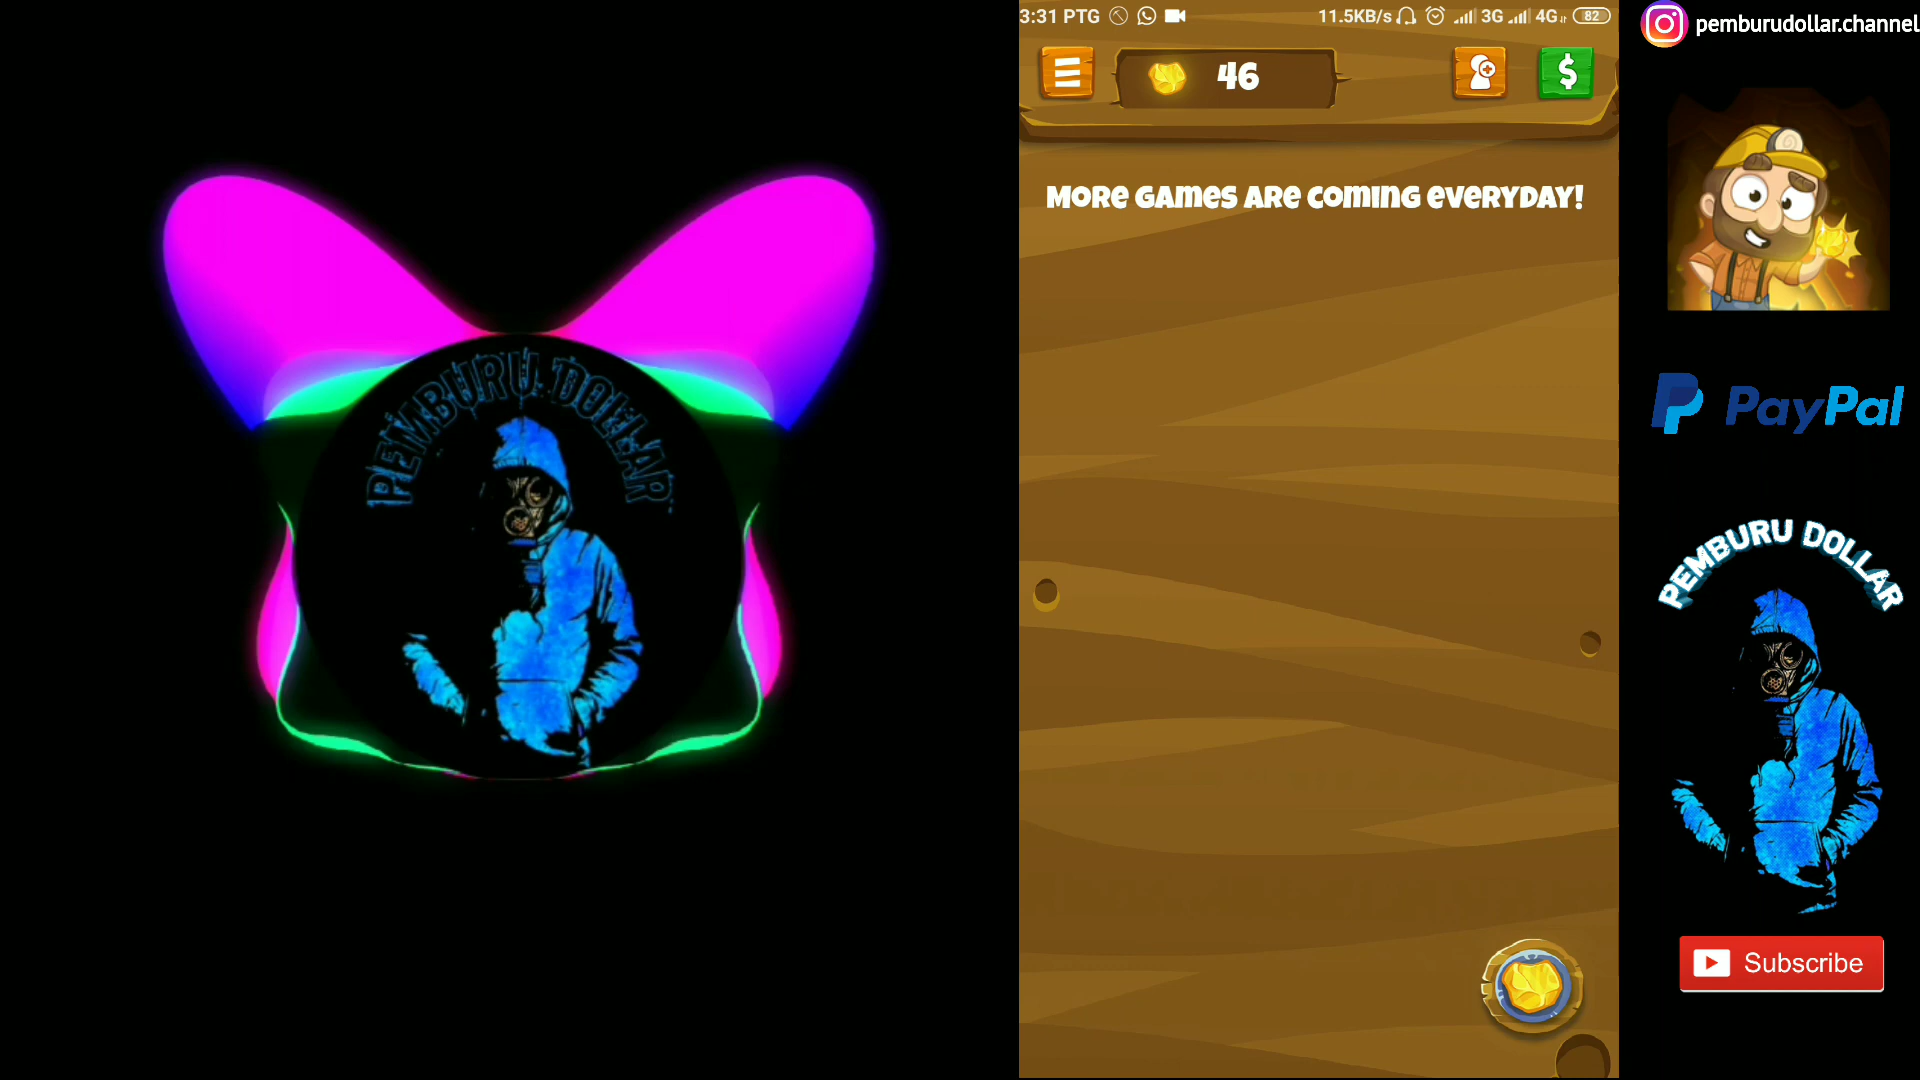 PEMBURU DOLLAR
3:31 PTG
11.5KB/s 3G 4G 82
46
$
MORE GAMES ARE COMING EVERYDAY!
pemburudollar.channel
PayPal
PEMBURU DOLLAR
Subscribe